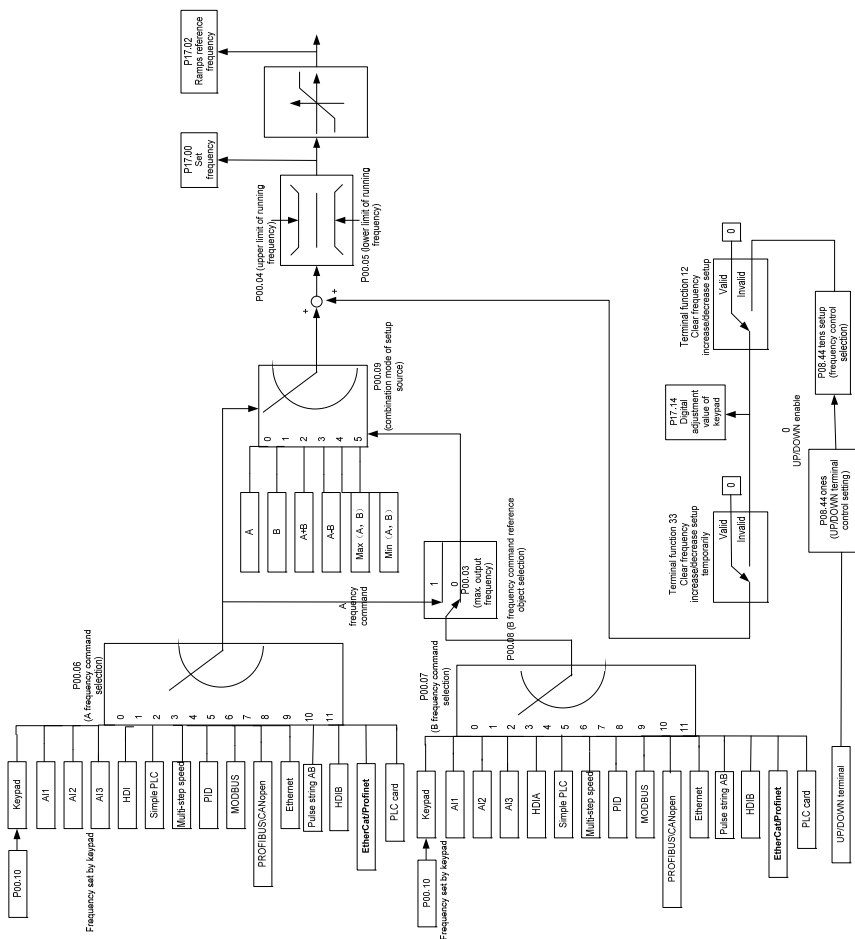 P17.02
Ramps reference
frequency
P17.00
Set
frequency
P00.04 (upper limit of running
frequency)
P00.05 (lower limit of running
frequency)
+
+
P00.09
(combination mode of setup
source)
0
1
2
3
4
5
A
B
A+B
A-B
Max（A，B）
Min（A，B）
A
frequency
command
1
0
P00.03
(max. output
frequency)
P00.08 (B frequency command reference
object selection)
P00.06
(A frequency command
selection)
0
1
2
3
4
5
6
7
8
9
10
11
P00.10
Frequency set by keypad
Keypad
AI1
AI2
AI3
HDI
Simple PLC
Multi-step speed
PID
MODBUS
PROFIBUS\CANopen
Ethernet
Pulse string AB
HDIB
EtherCat/Profinet
PLC card
P00.07
(B frequency command
selection)
0
1
2
3
4
5
6
7
8
9
10
11
P00.10
Frequency set by keypad
Keypad
AI1
AI2
AI3
HDIA
Simple PLC
Multi-step speed
PID
MODBUS
PROFIBUS\CANopen
Ethernet
Pulse string AB
HDIB
EtherCat/Profinet
PLC card
Terminal function 12
Clear frequency
increase/decrease setup
Valid
Invalid
0
P17.14
Digital
adjustment
value of
keypad
Terminal function 33
Clear frequency
increase/decrease setup
temporarily
Valid
Invalid
0
P08.44 tens setup
(frequency control
selection)
0
UP/DOWN enable
P08.44 ones
(UP/DOWN terminal
control setting)
UP/DOWN terminal